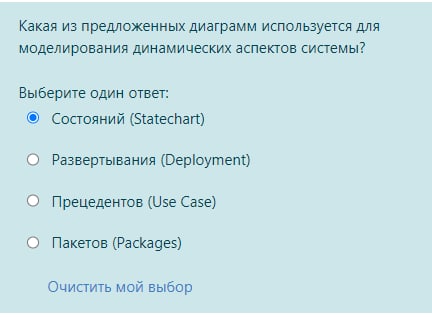 Какая из предложенных диаграмм используется для
моделирования динамических аспектов системы?
Выберите один ответ:
Состояний (Statechart)
Развертывания (Deployment)
Прецедентов (Use Case)
Пакетов (Packages)
Очистить мой выбор